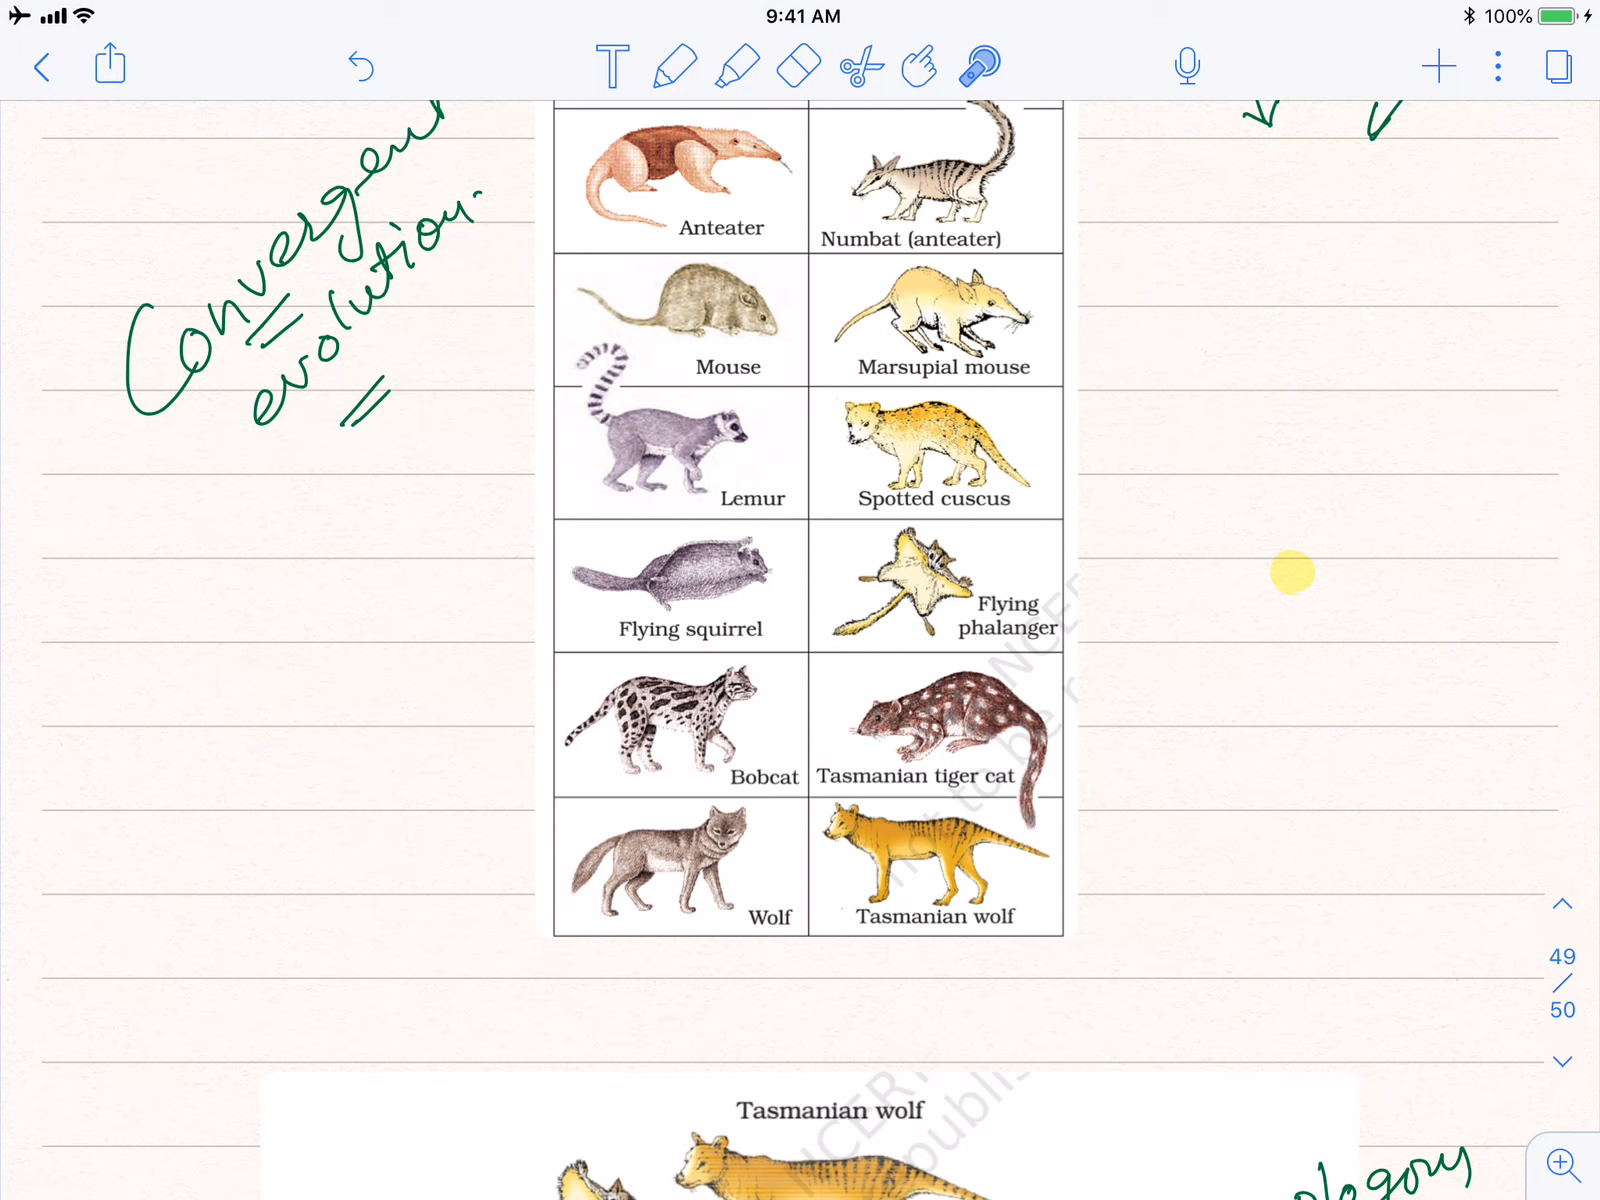 9:41 AM
100%
Convergent
evolution.
Anteater
Numbat (anteater)
Mouse
Marsupial mouse
Lemur
Spotted cuscus
Flying squirrel
Flying
phalanger
Bobcat
Tasmanian tiger cat
Wolf
Tasmanian wolf
49
50
Tasmanian wolf